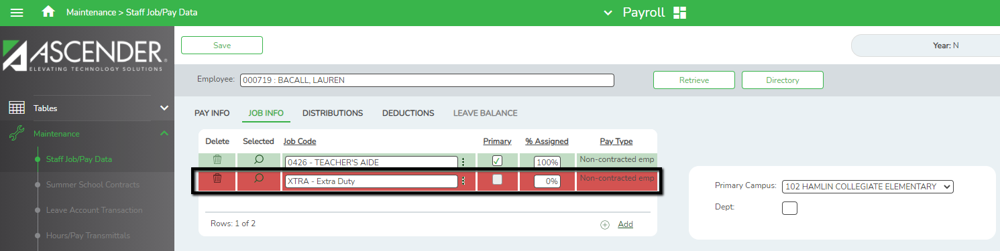 Maintenance > Staff Job/Pay Data
Payroll
ASCENDER®
ELEVATING TECHNOLOGY SOLUTIONS
Save
Year: N
Employee: 000719 : BACALL, LAUREN
Retrieve
Directory
Tables
Maintenance
Staff Job/Pay Data
Summer School Contracts
Leave Account Transaction
Hours/Pay Transmittals
PAY INFO JOB INFO DISTRIBUTIONS DEDUCTIONS LEAVE BALANCE
Delete Selected Job Code Primary % Assigned Pay Type
0426 - TEACHER'S AIDE 100% Non-contracted emp
XTRA - Extra Duty 0% Non-contracted emp
Rows: 1 of 2 Add
Primary Campus: 102 HAMLIN COLLEGIATE ELEMENTARY
Dept: